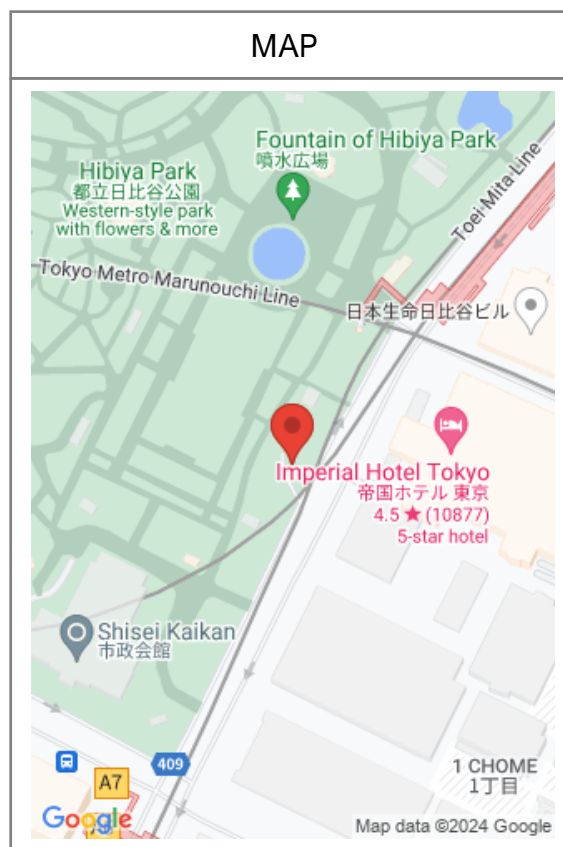 MAP
Fountain of Hibiya Park
噴水広場
Hibiya Park
都立日比谷公園
Western-style park
with flowers & more
Toei Mita Line
Tokyo Metro Marunouchi Line
日本生命日比谷ビル
Imperial Hotel Tokyo
帝国ホテル 東京
4.5 ★ (10877)
5-star hotel
Shisei Kaikan
市政会館
409
1 CHOME
1丁目
A7
Google
Map data ©2024 Google